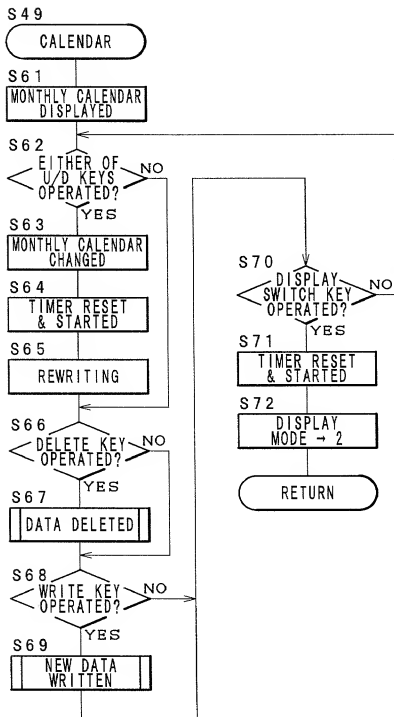 S49
CALENDAR
S61
MONTHLY CALENDAR
DISPLAYED
S62
EITHER OF
U/D KEYS
OPERATED?
NO
YES
S63
MONTHLY CALENDAR
CHANGED
S64
TIMER RESET
& STARTED
S65
REWRITING
S66
DELETE KEY
OPERATED?
NO
YES
S67
DATA DELETED
S68
WRITE KEY
OPERATED?
NO
YES
S69
NEW DATA
WRITTEN
S70
DISPLAY
SWITCH KEY
OPERATED?
NO
YES
S71
TIMER RESET
& STARTED
S72
DISPLAY
MODE → 2
RETURN